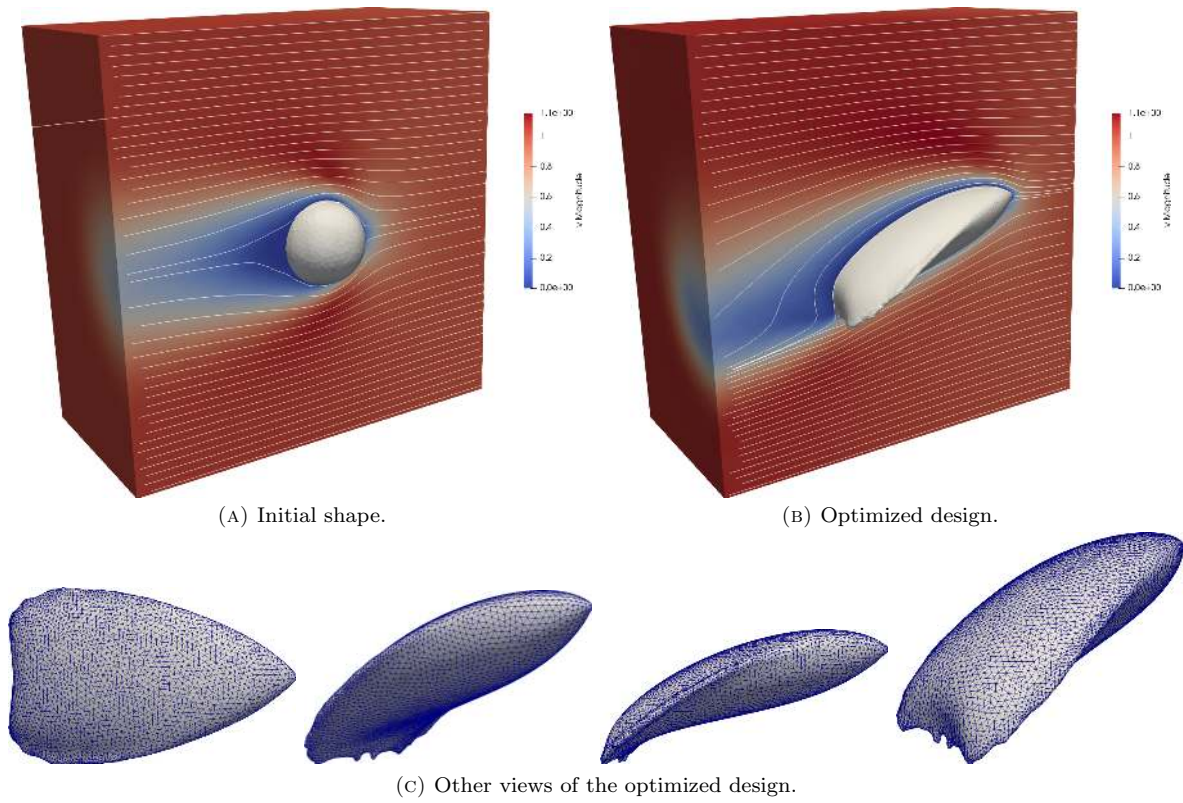 1.1e+00
1
0.8
0.6
0.4
0.2
0.0e+00
v Magnitude
1.1e+00
1
0.8
0.6
0.4
0.2
0.0e+00
v Magnitude
(A) Initial shape.
(B) Optimized design.
(C) Other views of the optimized design.